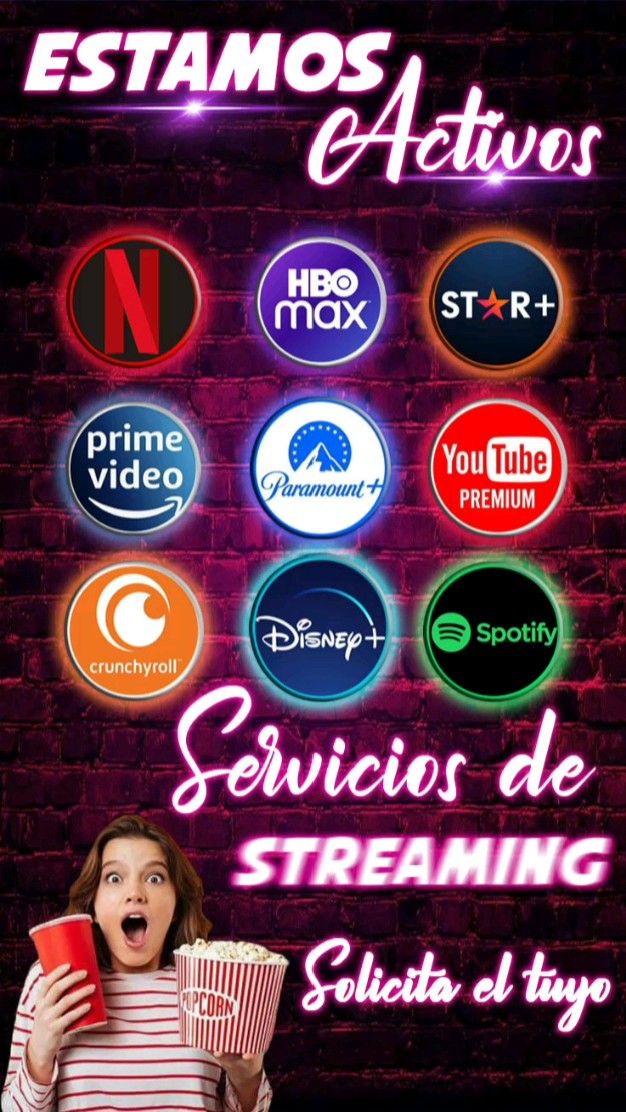 ESTAMOS
Activos
N
HBO
max
ST★R+
prime
video
Paramount+
YouTube
PREMIUM
crunchyroll
Disney+
Spotify
Servicios de
STREAMING
POPCORN
Solicita el tuyo